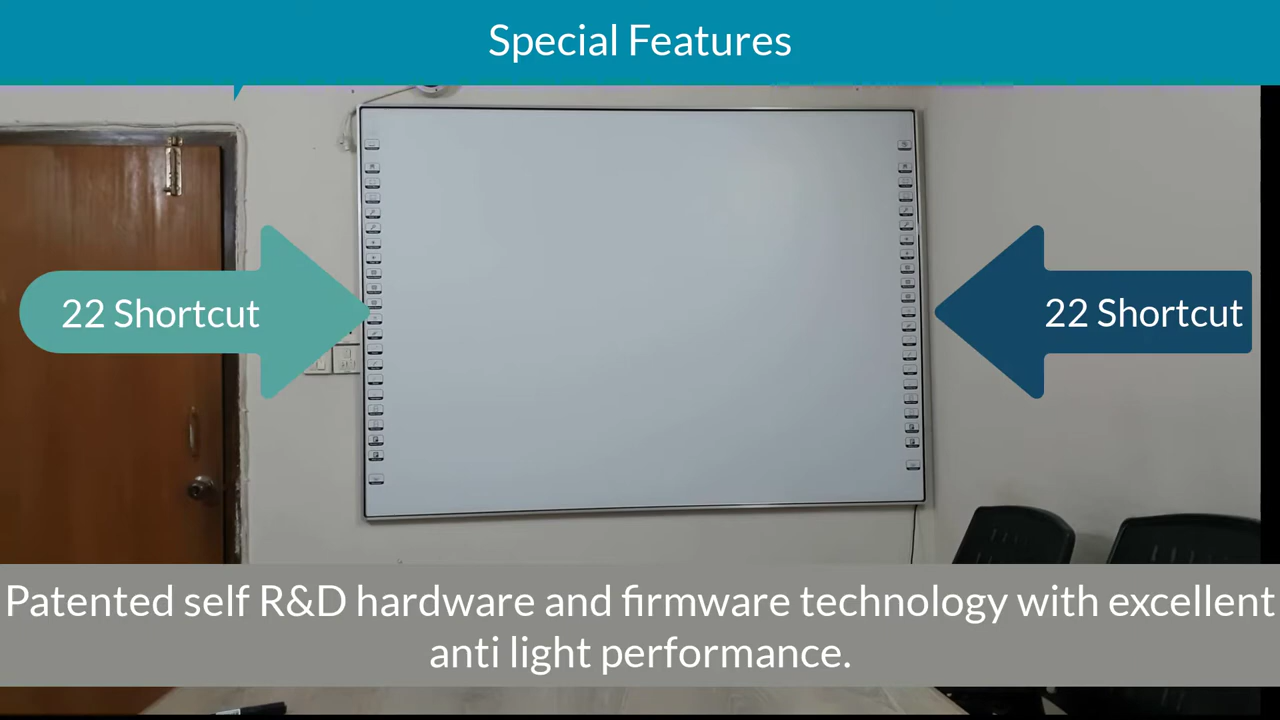 Special Features
22 Shortcut
22 Shortcut
Patented self R&D hardware and firmware technology with excellent
anti light performance.